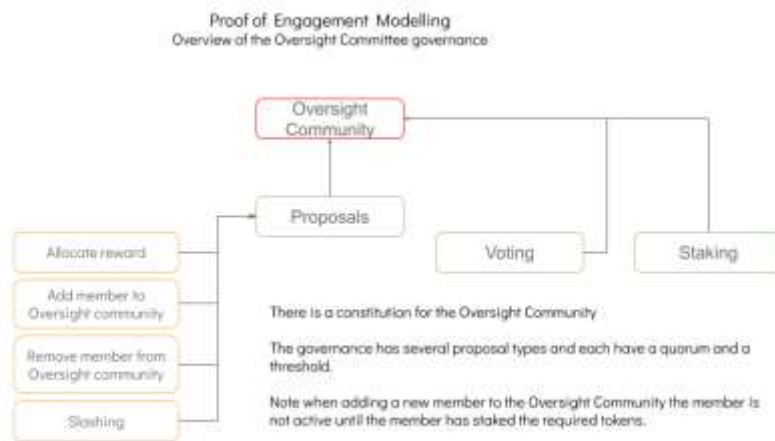 Proof of Engagement Modelling
Overview of the Oversight Committee governance
Oversight
Community
Proposals
Voting
Staking
Allocate reward
Add member to
Oversight community
Remove member from
Oversight community
Slashing
There is a constitution for the Oversight Community
The governance has several proposal types and each have a quorum and a
threshold.
Note when adding a new member to the Oversight Community the member is
not active until the member has staked the required tokens.